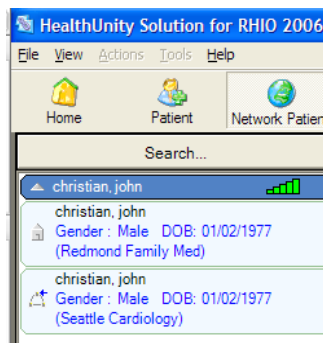 HealthUnity Solution for RHIO 2006
File View Actions Tools Help
Home Patient Network Patien
Search...
christian, john
christian, john
Gender : Male DOB: 01/02/1977
(Redmond Family Med)
christian, john
Gender : Male DOB: 01/02/1977
(Seattle Cardiology)